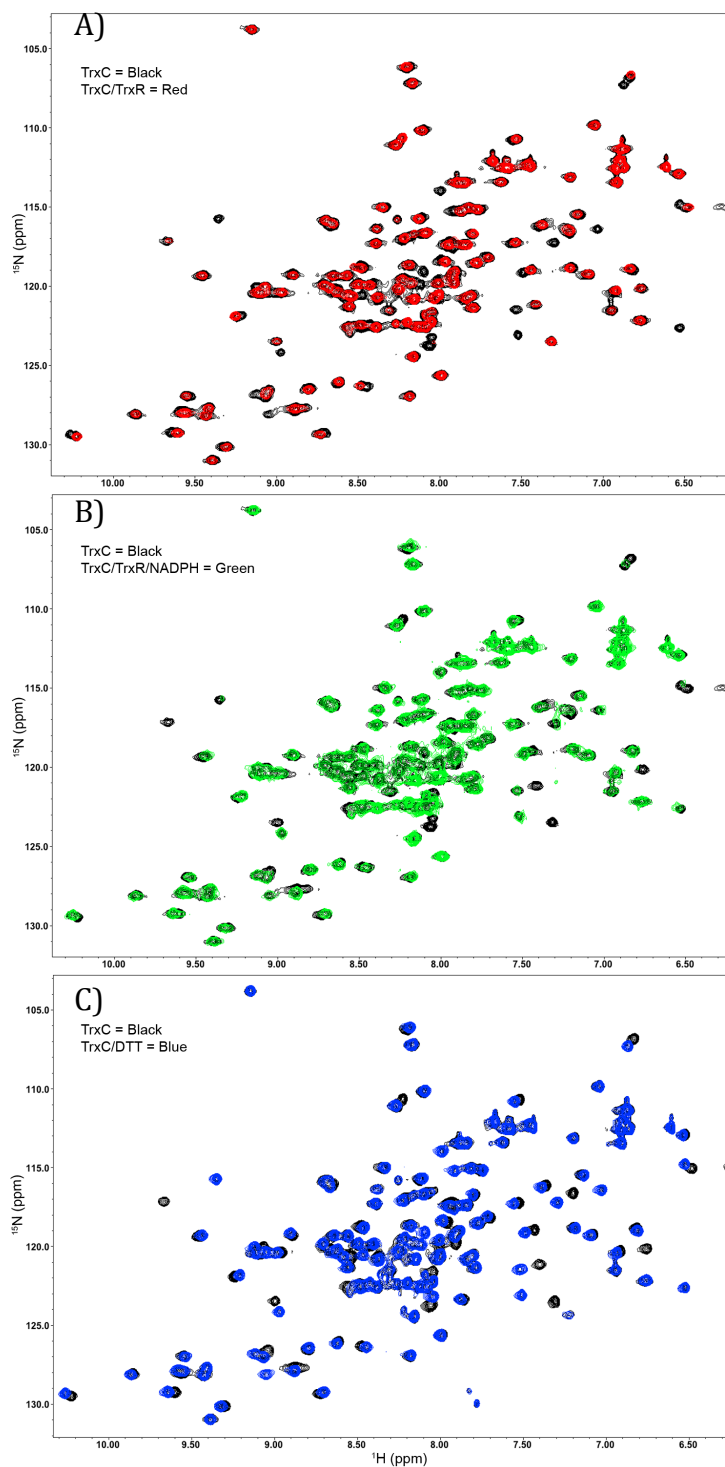 A)
TrxC = Black
TrxC/TrxR = Red
105.0
110.0
115.0
120.0
125.0
130.0
15N (ppm)
10.00 9.50 9.00 8.50 8.00 7.50 7.00 6.50
B)
TrxC = Black
TrxC/TrxR/NADPH = Green
105.0
110.0
115.0
120.0
125.0
130.0
15N (ppm)
10.00 9.50 9.00 8.50 8.00 7.50 7.00 6.50
C)
TrxC = Black
TrxC/DTT = Blue
105.0
110.0
115.0
120.0
125.0
130.0
15N (ppm)
10.00 9.50 9.00 8.50 8.00 7.50 7.00 6.50
1H (ppm)